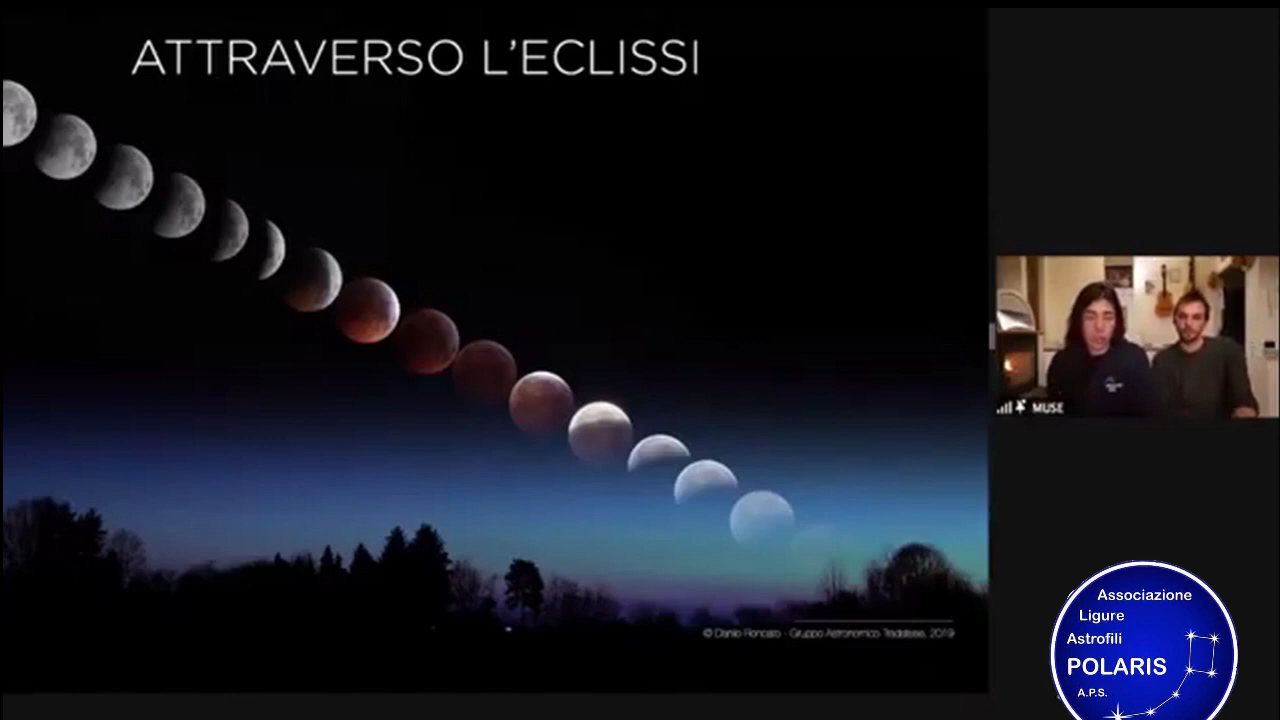 ATTRAVERSO L'ECLISSI
MUSE
© Danilo Roncato - Gruppo Astronomico Tradatese, 2019
Associazione
Ligure
Astrofili
POLARIS
A.P.S.